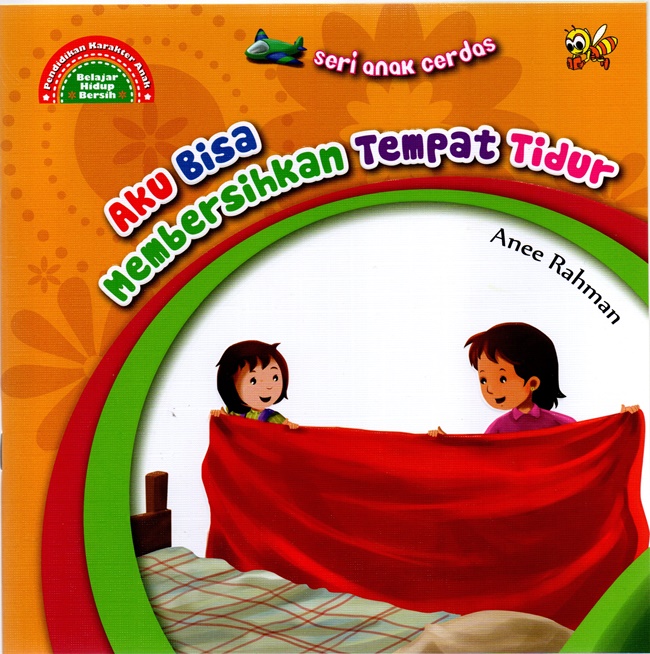 Pendidikan Karakter Anak
Belajar
Hidup
Bersih
seri anak cerdas
Aku Bisa
Membersihkan Tempat Tidur
Anee Rahman